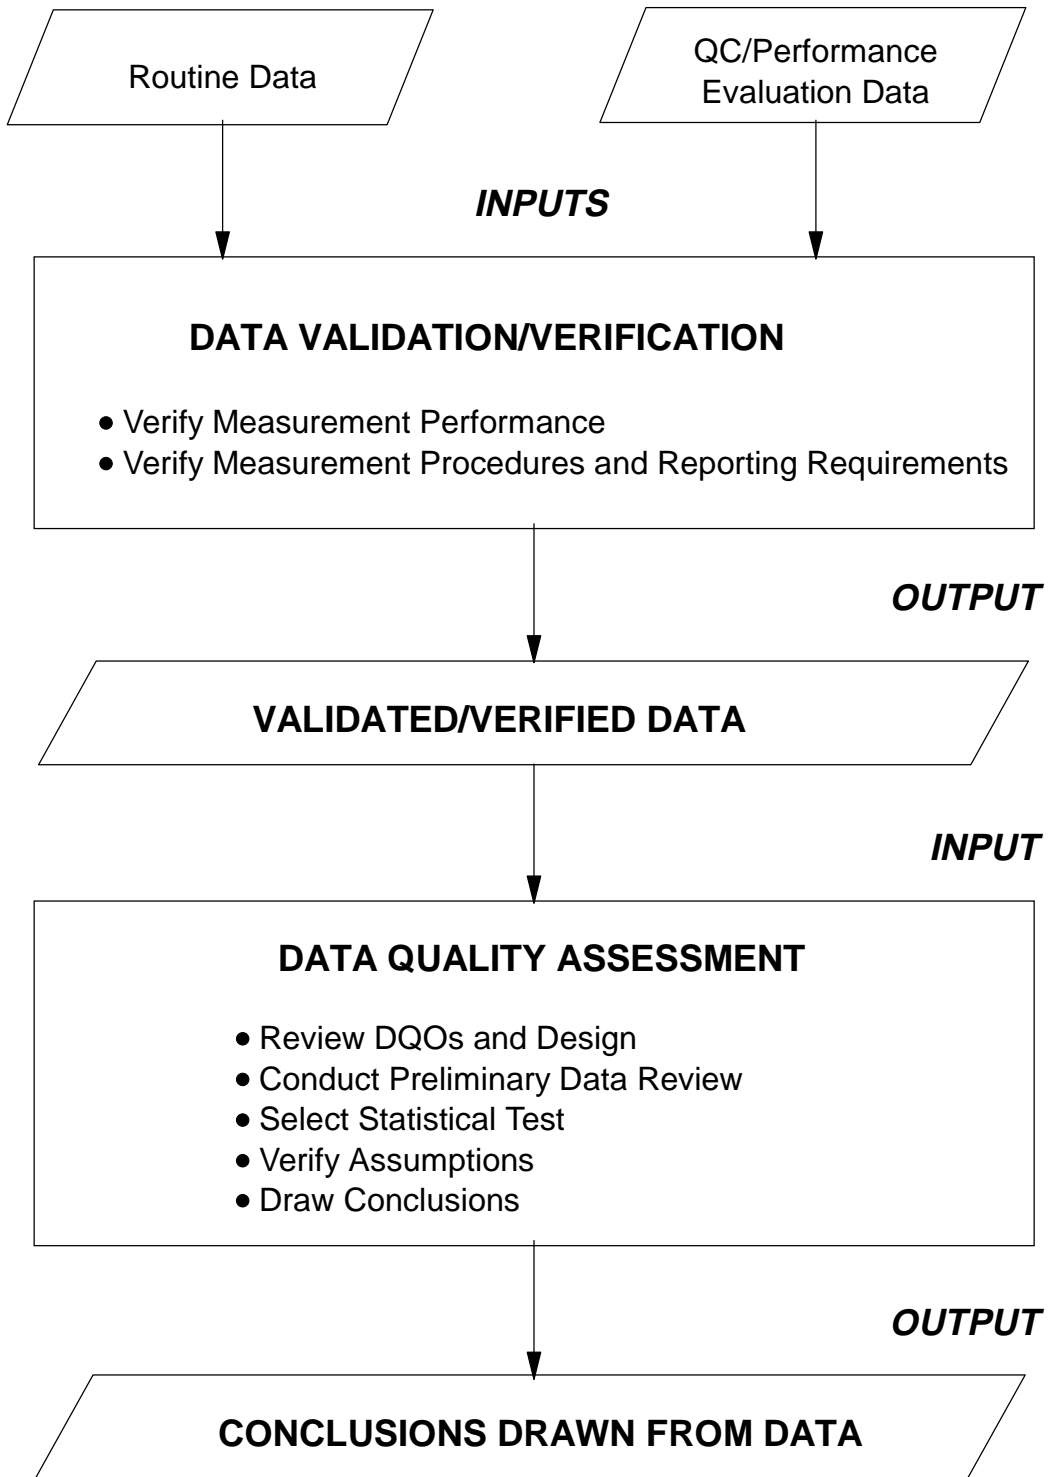 Routine Data
QC/Performance
Evaluation Data
INPUTS
DATA VALIDATION/VERIFICATION
● Verify Measurement Performance
● Verify Measurement Procedures and Reporting Requirements
OUTPUT
VALIDATED/VERIFIED DATA
INPUT
DATA QUALITY ASSESSMENT
● Review DQOs and Design
● Conduct Preliminary Data Review
● Select Statistical Test
● Verify Assumptions
● Draw Conclusions
OUTPUT
CONCLUSIONS DRAWN FROM DATA